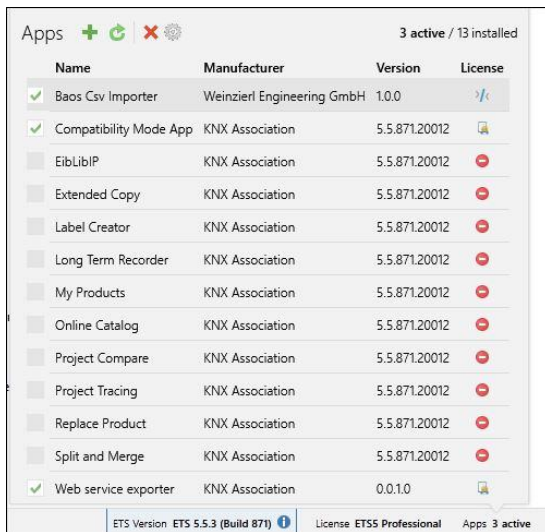 Apps 3 active / 13 installed
Name Manufacturer Version License
Baos Csv Importer Weinzierl Engineering GmbH 1.0.0
Compatibility Mode App KNX Association 5.5.871.20012
EibLibIP KNX Association 5.5.871.20012
Extended Copy KNX Association 5.5.871.20012
Label Creator KNX Association 5.5.871.20012
Long Term Recorder KNX Association 5.5.871.20012
My Products KNX Association 5.5.871.20012
Online Catalog KNX Association 5.5.871.20012
Project Compare KNX Association 5.5.871.20012
Project Tracing KNX Association 5.5.871.20012
Replace Product KNX Association 5.5.871.20012
Split and Merge KNX Association 5.5.871.20012
Web service exporter KNX Association 0.0.1.0
ETS Version ETS 5.5.3 (Build 871) License ETS5 Professional Apps 3 active